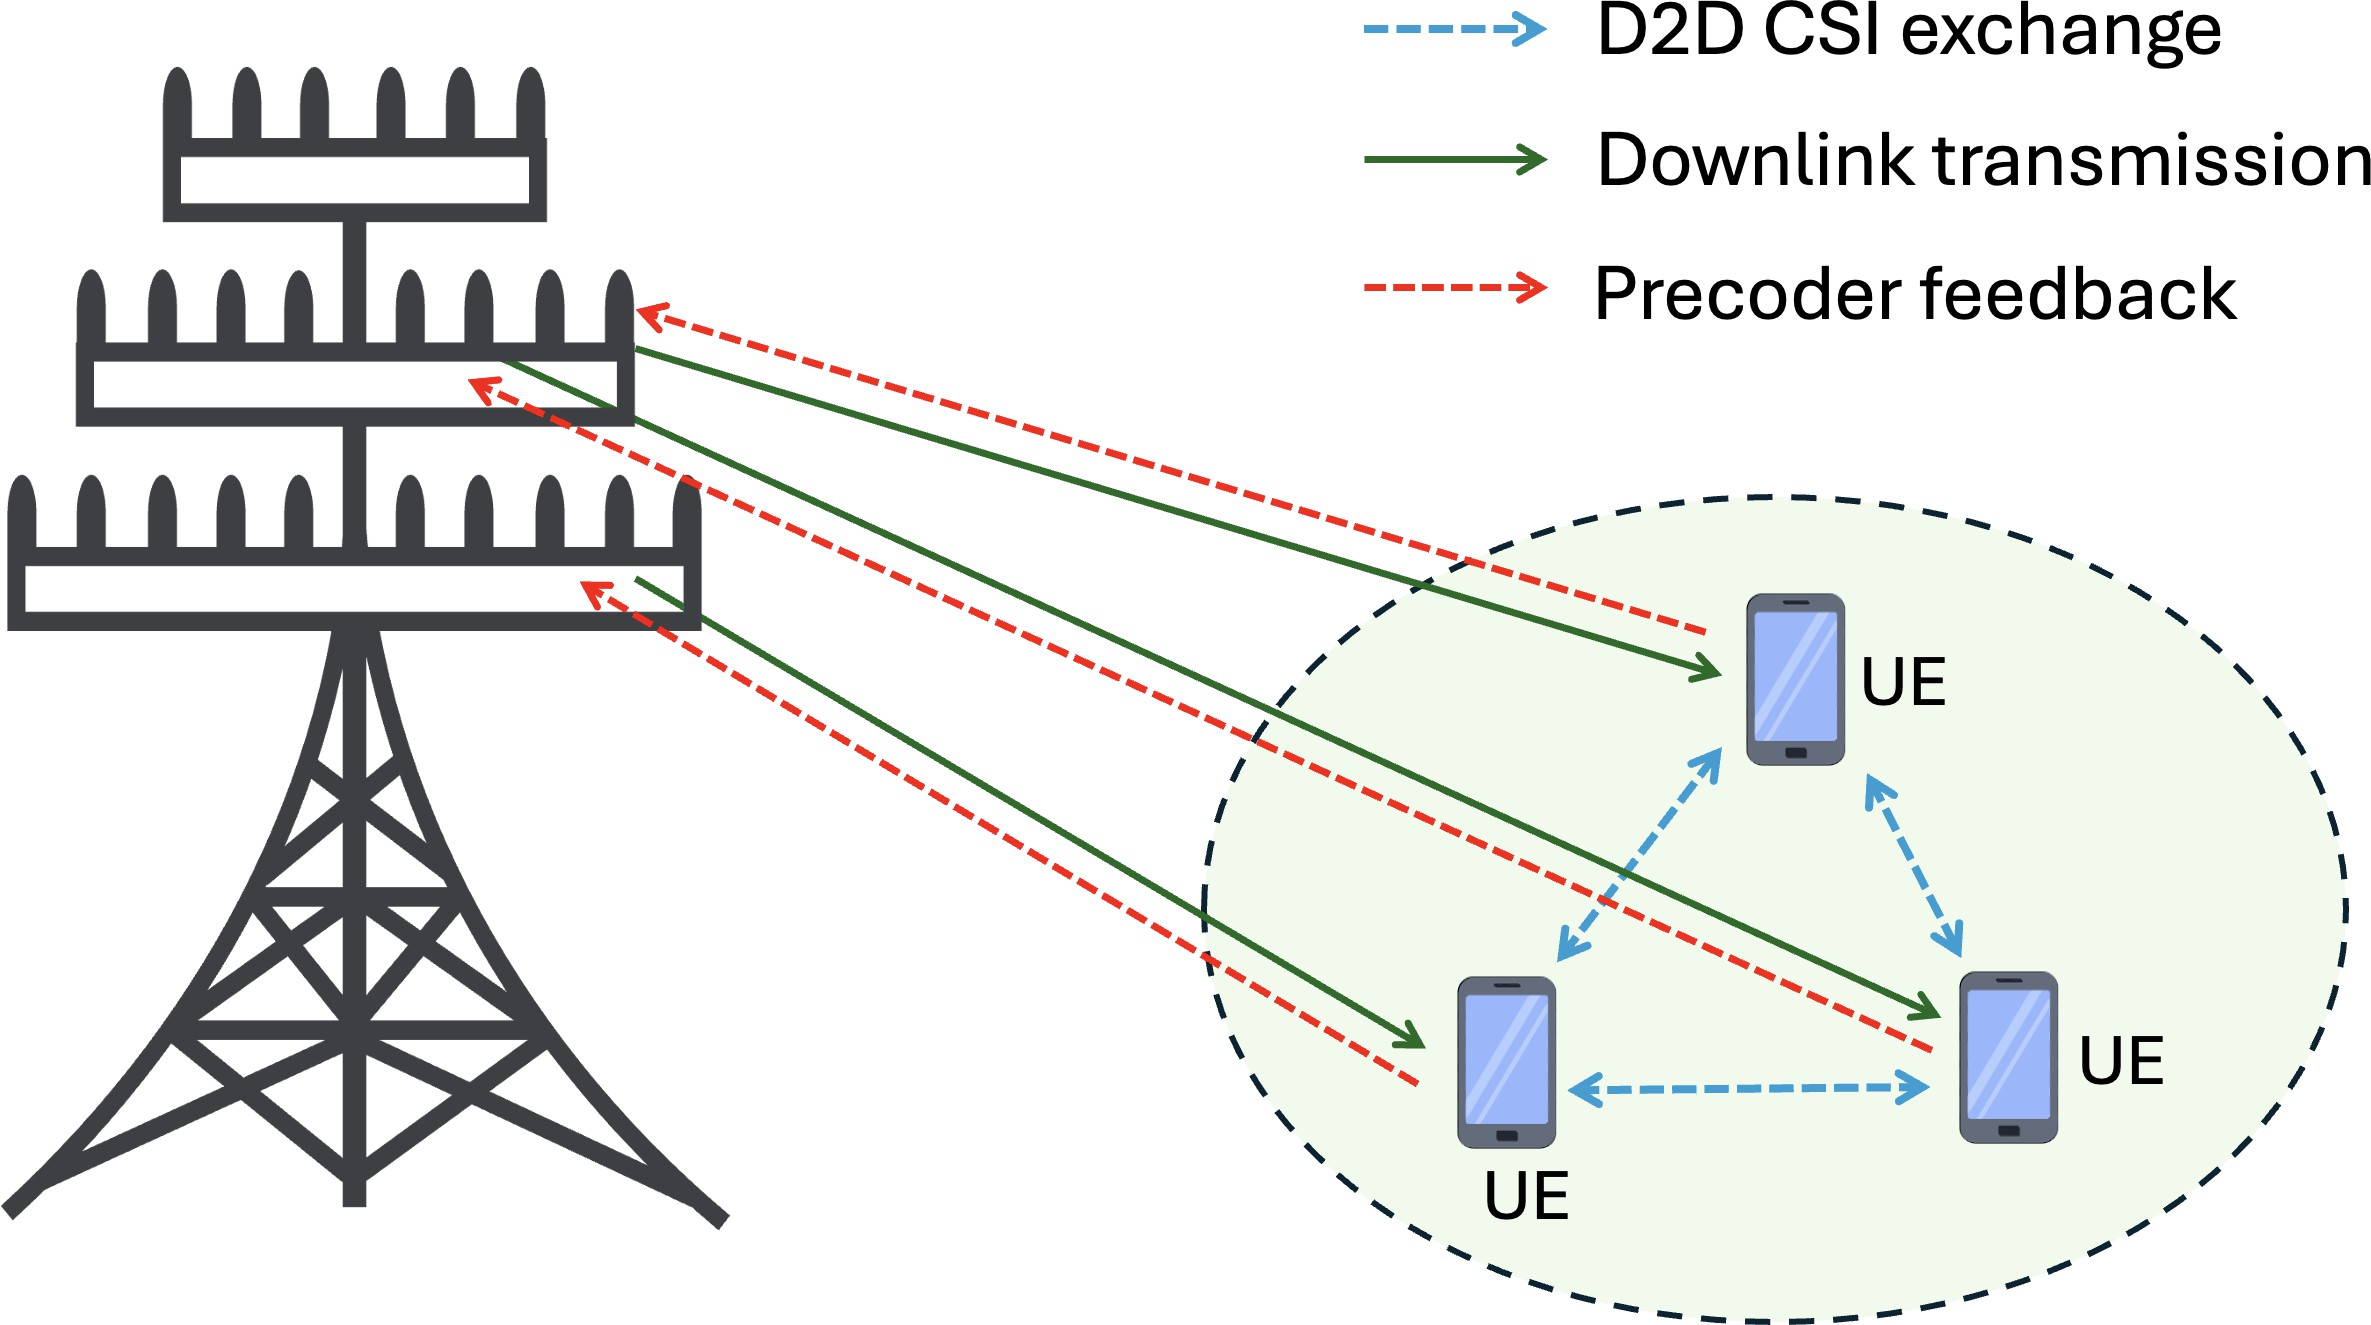 D2D CSI exchange
Downlink transmission
Precoder feedback
UE
UE
UE